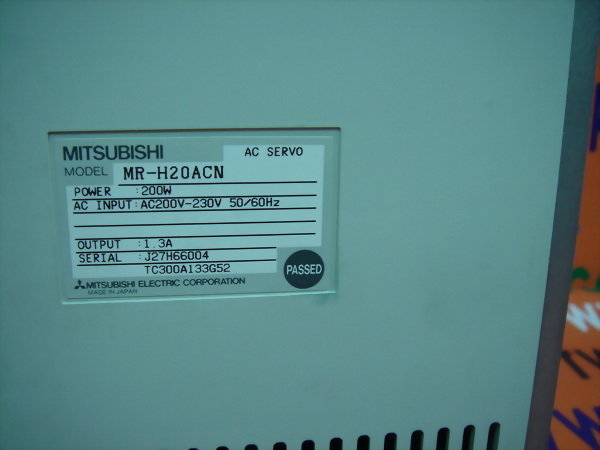 MITSUBISHI
AC SERVO
MODEL MR-H20ACN
POWER :200W
AC INPUT:AC200V-230V 50/60Hz
OUTPUT :1.3A
SERIAL :J27H66004
TC300A133G52
PASSED
MITSUBISHI ELECTRIC CORPORATION
MADE IN JAPAN